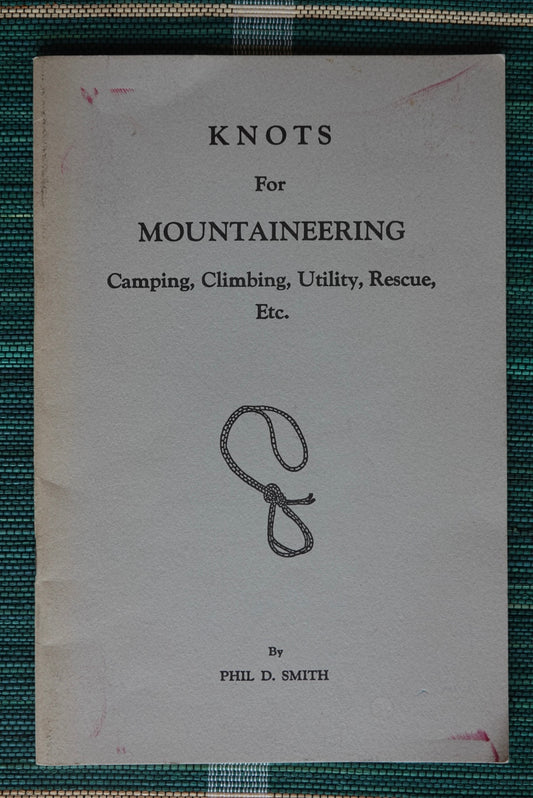 KNOTS
For
MOUNTAINEERING
Camping, Climbing, Utility, Rescue,
Etc.
By
PHIL D. SMITH